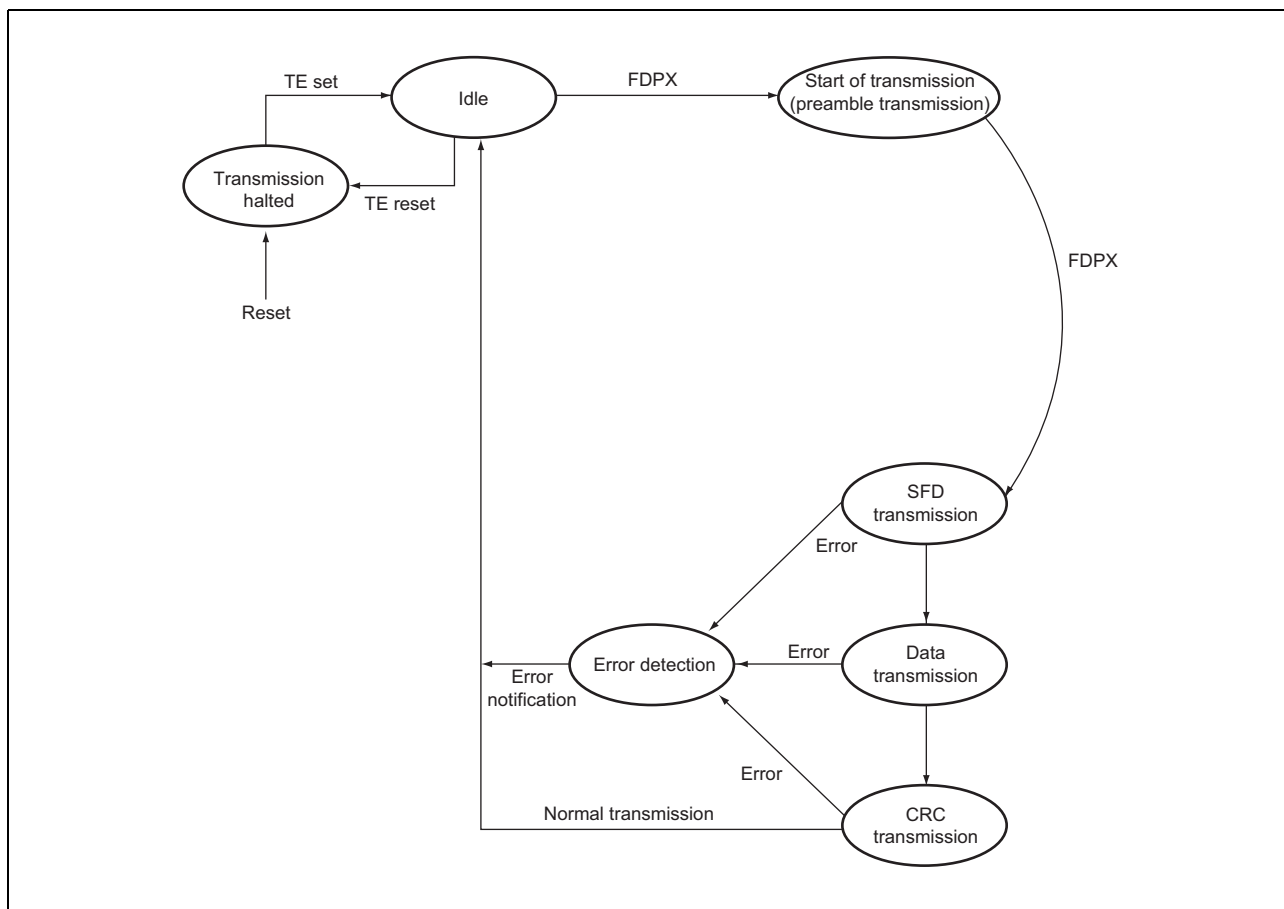 TE set
Idle
FDPX
Start of transmission
(preamble transmission)
Transmission
halted
TE reset
Reset
FDPX
SFD
transmission
Error
Error detection
Error
Data
transmission
Error
notification
Error
Normal transmission
CRC
transmission